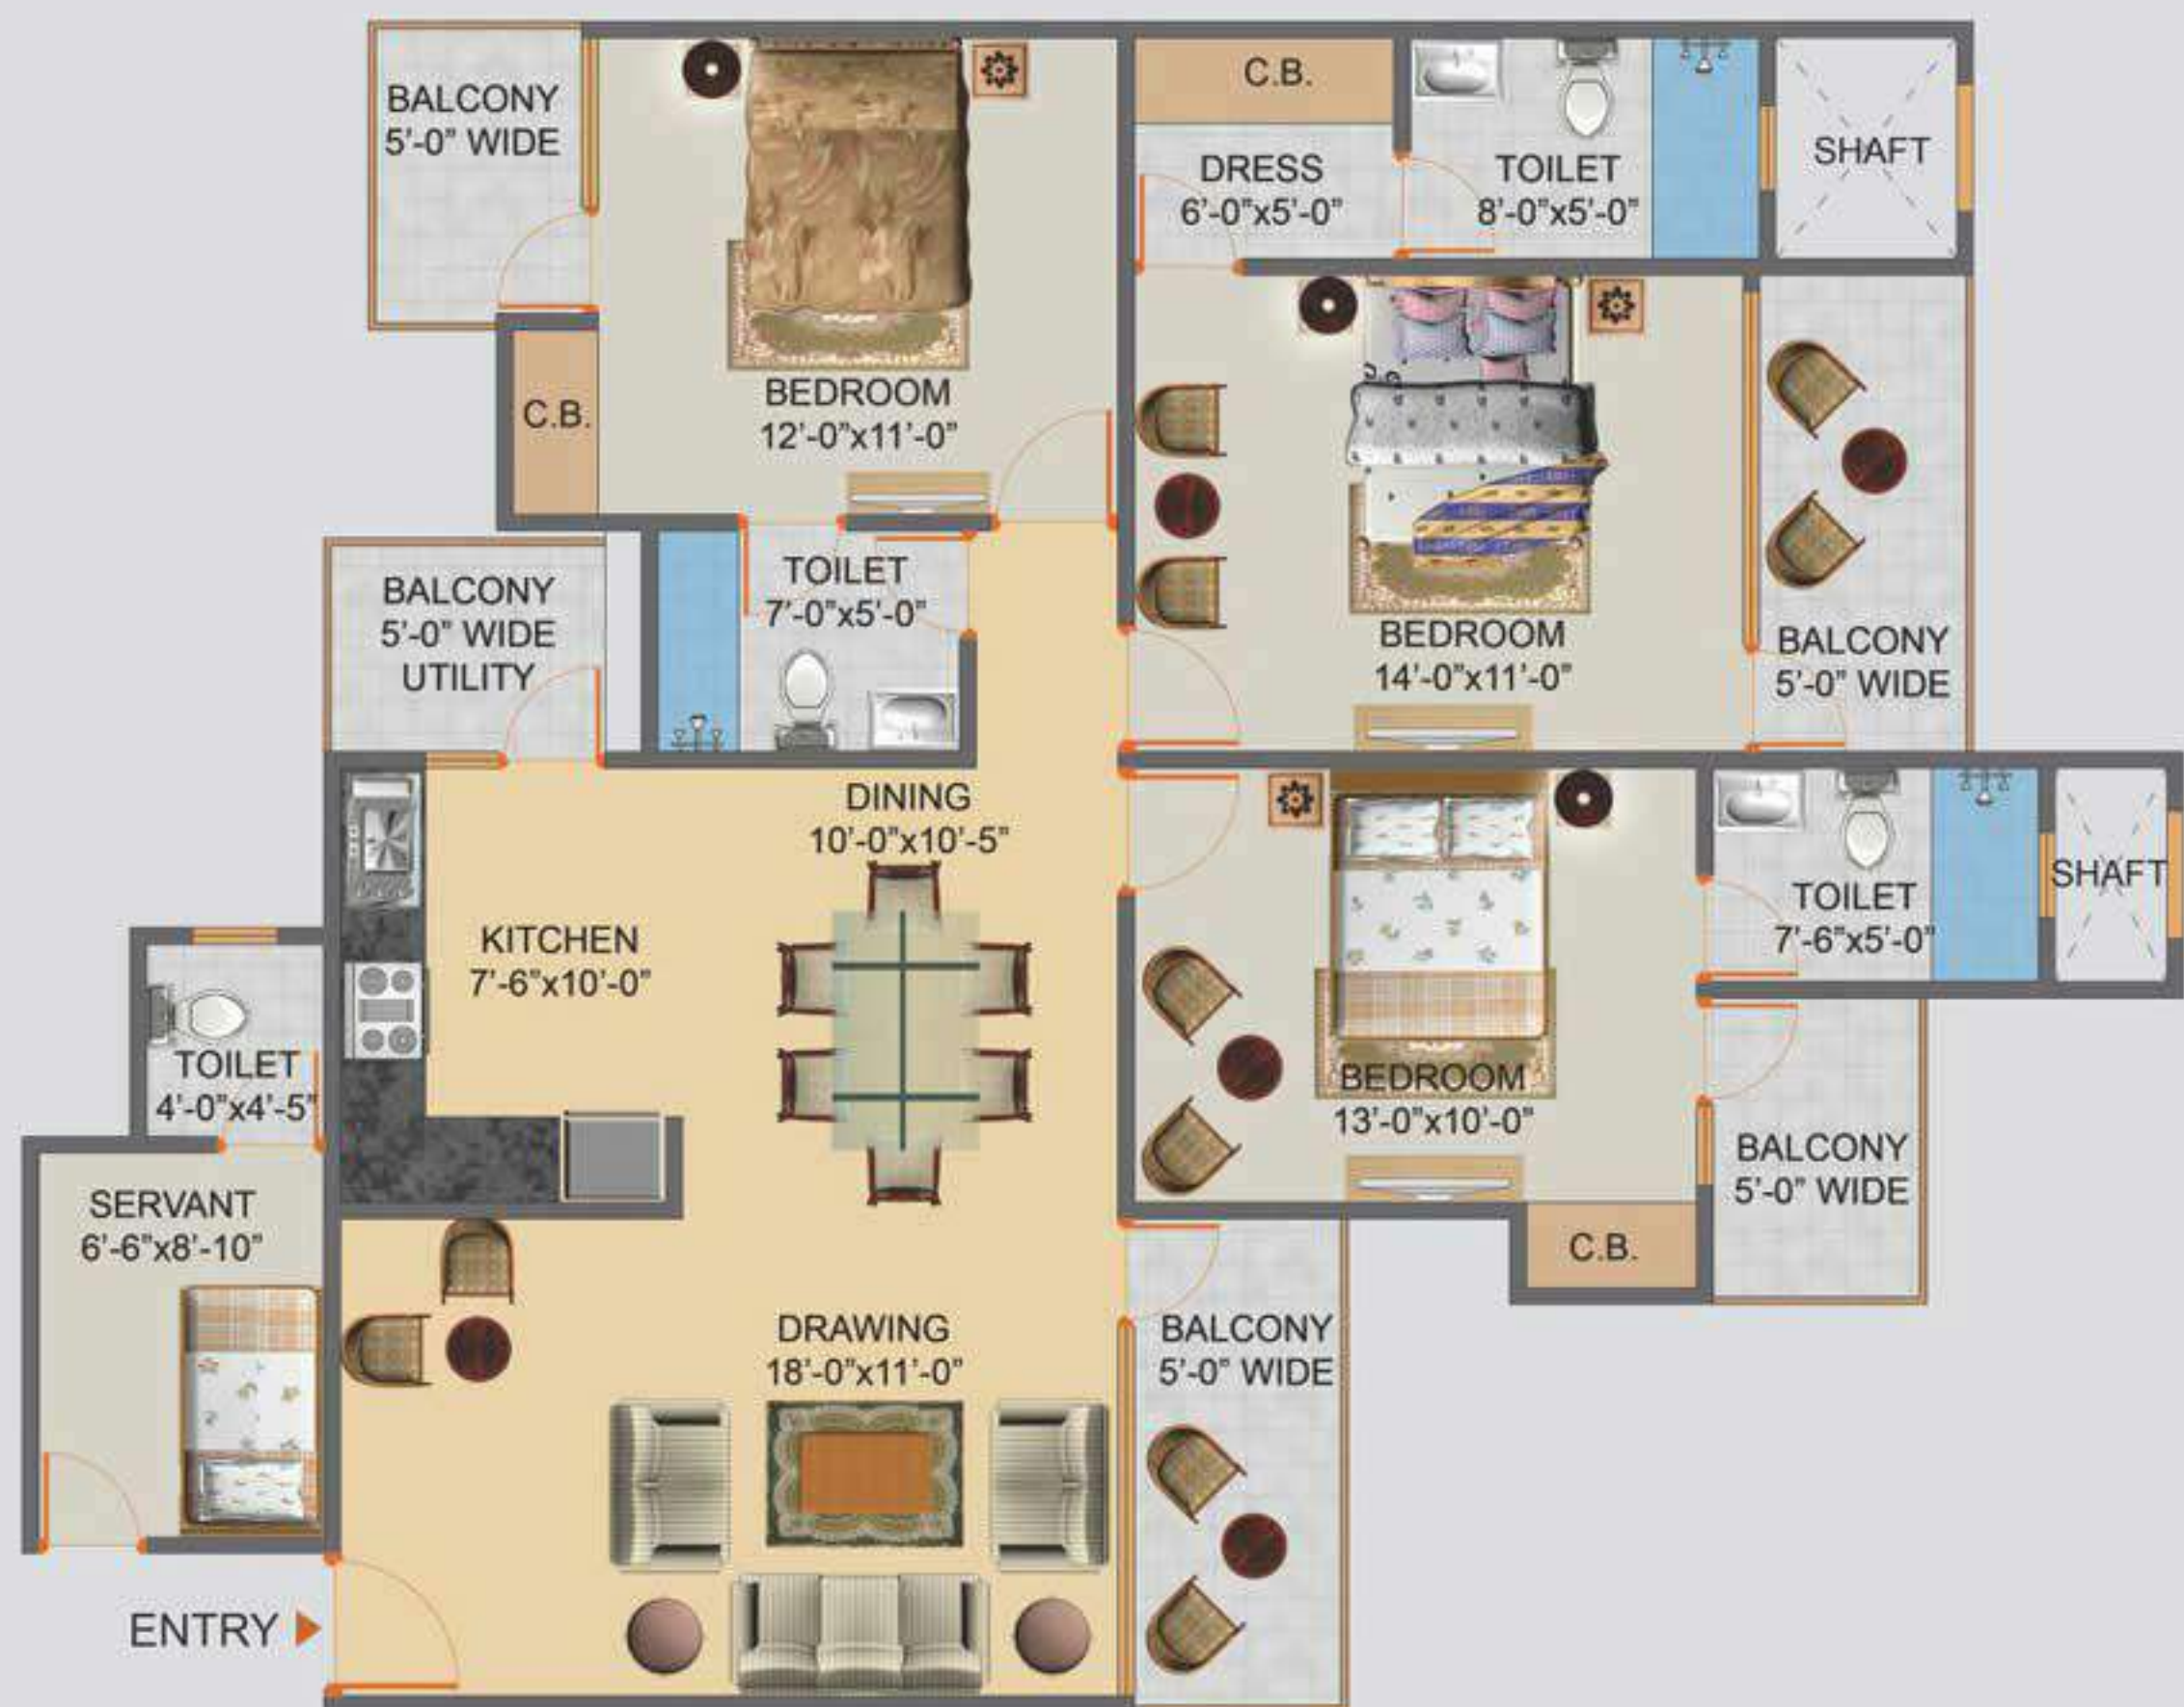 BALCONY
5'-0" WIDE
BEDROOM
12'-0"x11'-0"
C.B.
C.B.
DRESS
6'-0"x5'-0"
TOILET
8'-0"x5'-0"
SHAFT
BEDROOM
14'-0"x11'-0"
BALCONY
5'-0" WIDE
BALCONY
5'-0" WIDE
UTILITY
TOILET
7'-0"x5'-0"
DINING
10'-0"x10'-5"
KITCHEN
7'-6"x10'-0"
TOILET
7'-6"x5'-0"
SHAFT
BEDROOM
13'-0"x10'-0"
BALCONY
5'-0" WIDE
C.B.
TOILET
4'-0"x4'-5"
SERVANT
6'-6"x8'-10"
DRAWING
18'-0"x11'-0"
BALCONY
5'-0" WIDE
ENTRY